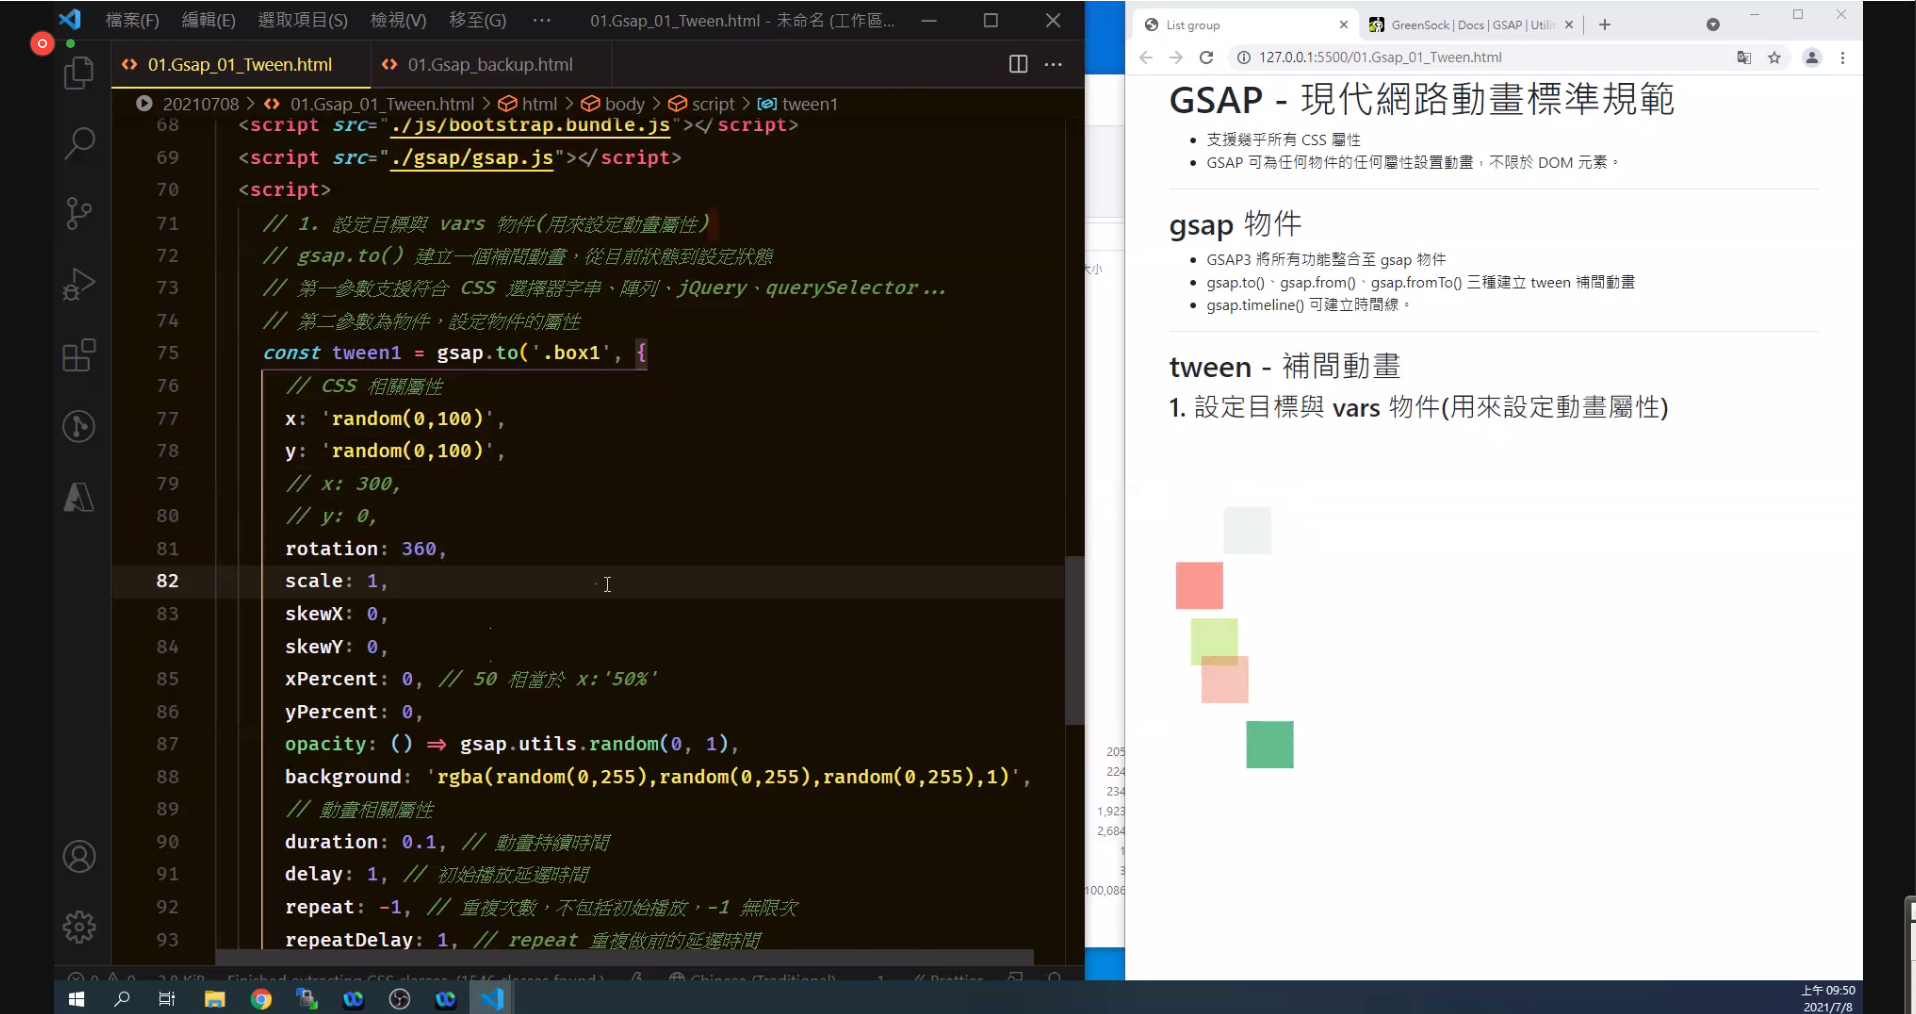 檔案(F) 編輯(E) 選取項目(S) 檢視(V) 移至(G) ··· 01.Gsap_01_Tween.html - 未命名 (工作區...
01.Gsap_01_Tween.html 01.Gsap_backup.html
20210708 > 01.Gsap_01_Tween.html > html > body > script > tween1
68 <script src="./js/bootstrap.bundle.js"></script>
69 <script src="./gsap/gsap.js"></script>
70 <script>
71 // 1. 設定目標與 vars 物件(用來設定動畫屬性)
72 // gsap.to() 建立一個補間動畫，從目前狀態到設定狀態
73 // 第一參數支援符合 CSS 選擇器字串、陣列、jQuery、querySelector...
74 // 第二參數為物件，設定物件的屬性
75 const tween1 = gsap.to('.box1', {
76 // CSS 相關屬性
77 x: 'random(0,100)',
78 y: 'random(0,100)',
79 // x: 300,
80 // y: 0,
81 rotation: 360,
82 scale: 1,
83 skewX: 0,
84 skewY: 0,
85 xPercent: 0, // 50 相當於 x:'50%'
86 yPercent: 0,
87 opacity: () => gsap.utils.random(0, 1),
88 background: 'rgba(random(0,255),random(0,255),random(0,255),1)',
89 // 動畫相關屬性
90 duration: 0.1, // 動畫持續時間
91 delay: 1, // 初始播放延遲時間
92 repeat: -1, // 重複次數，不包括初始播放，-1 無限次
93 repeatDelay: 1, // repeat 重複做前的延遲時間
大小
205
224
234
1,923
2,684
1
3
100,086
List group GreenSock | Docs | GSAP | Utili
127.0.0.1:5500/01.Gsap_01_Tween.html
GSAP - 現代網路動畫標準規範
支援幾乎所有 CSS 屬性
GSAP 可為任何物件的任何屬性設置動畫，不限於 DOM 元素。
gsap 物件
GSAP3 將所有功能整合至 gsap 物件
gsap.to()、gsap.from()、gsap.fromTo() 三種建立 tween 補間動畫
gsap.timeline() 可建立時間線。
tween - 補間動畫
1. 設定目標與 vars 物件(用來設定動畫屬性)
上午 09:50
2021/7/8